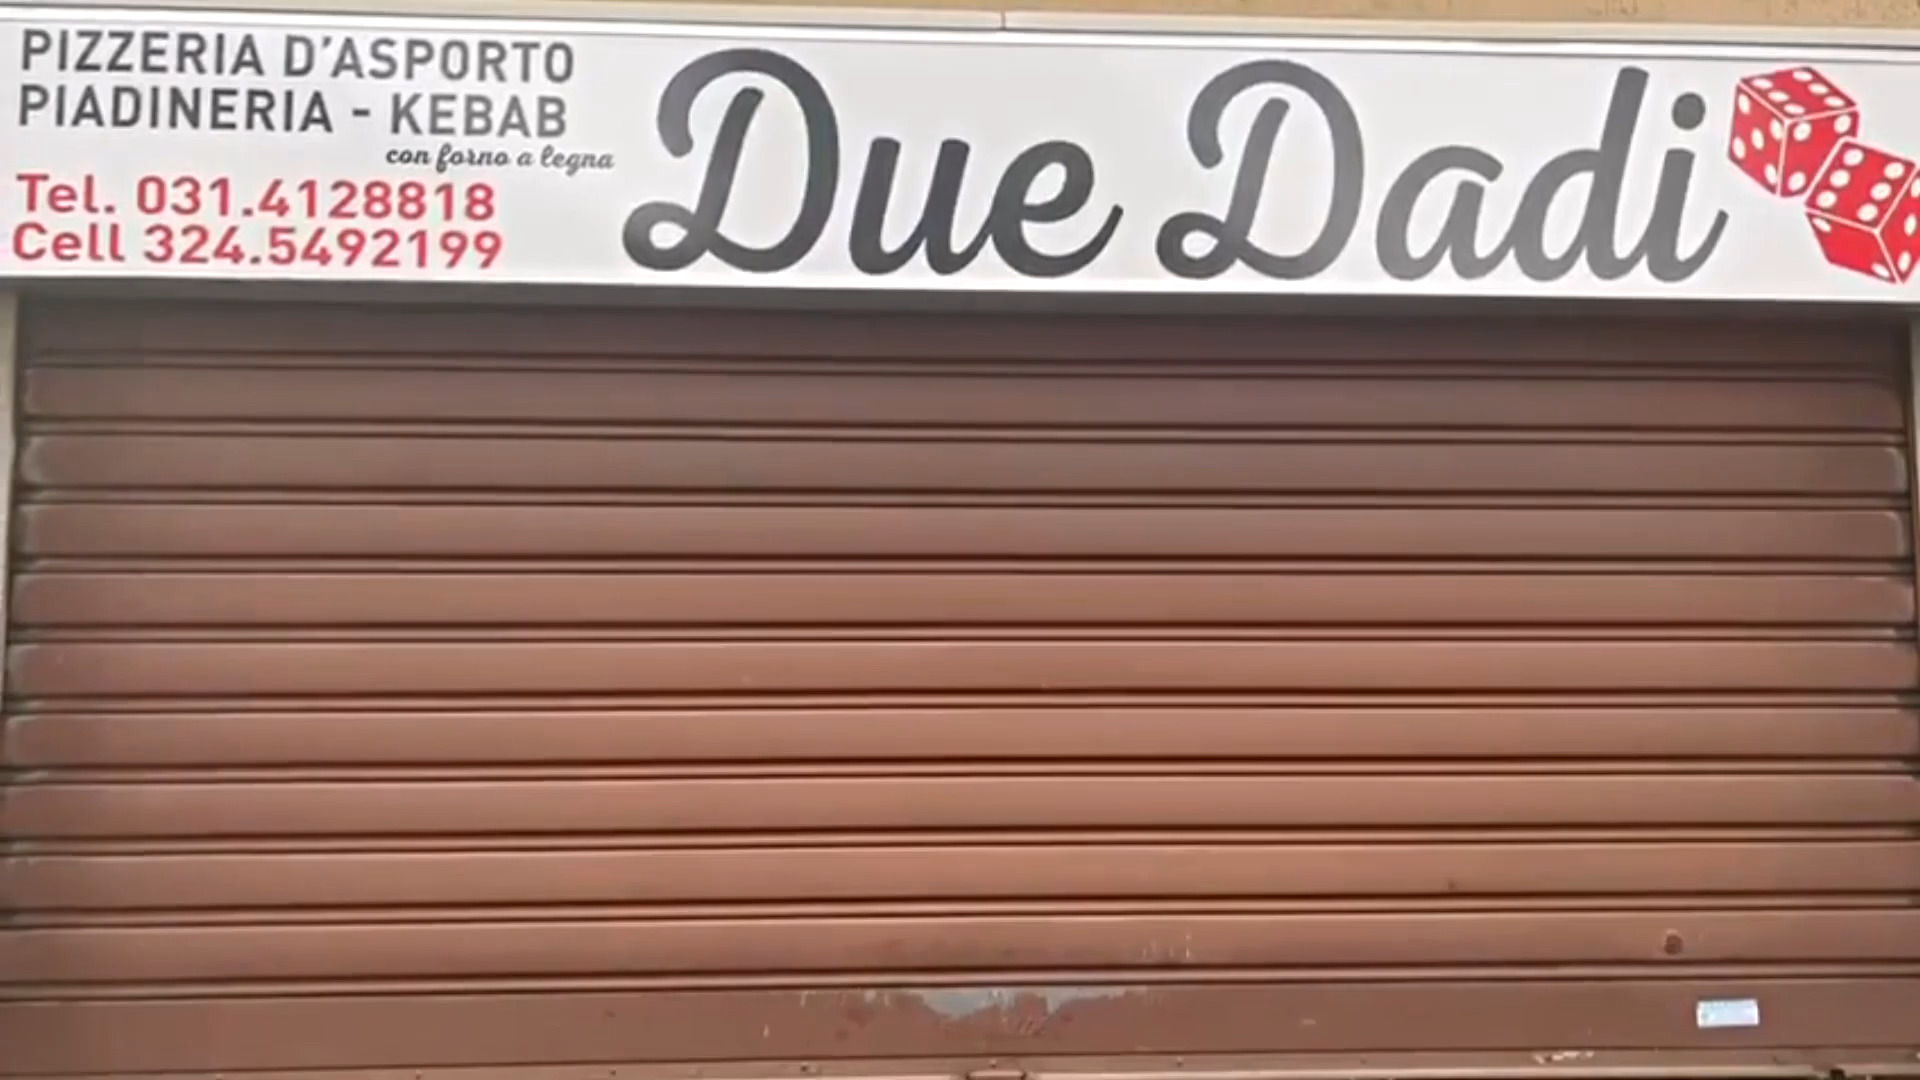 PIZZERIA D'ASPORTO
PIADINERIA - KEBAB
con forno a legna
Tel. 031.4128818
Cell 324.5492199
Due Dadi